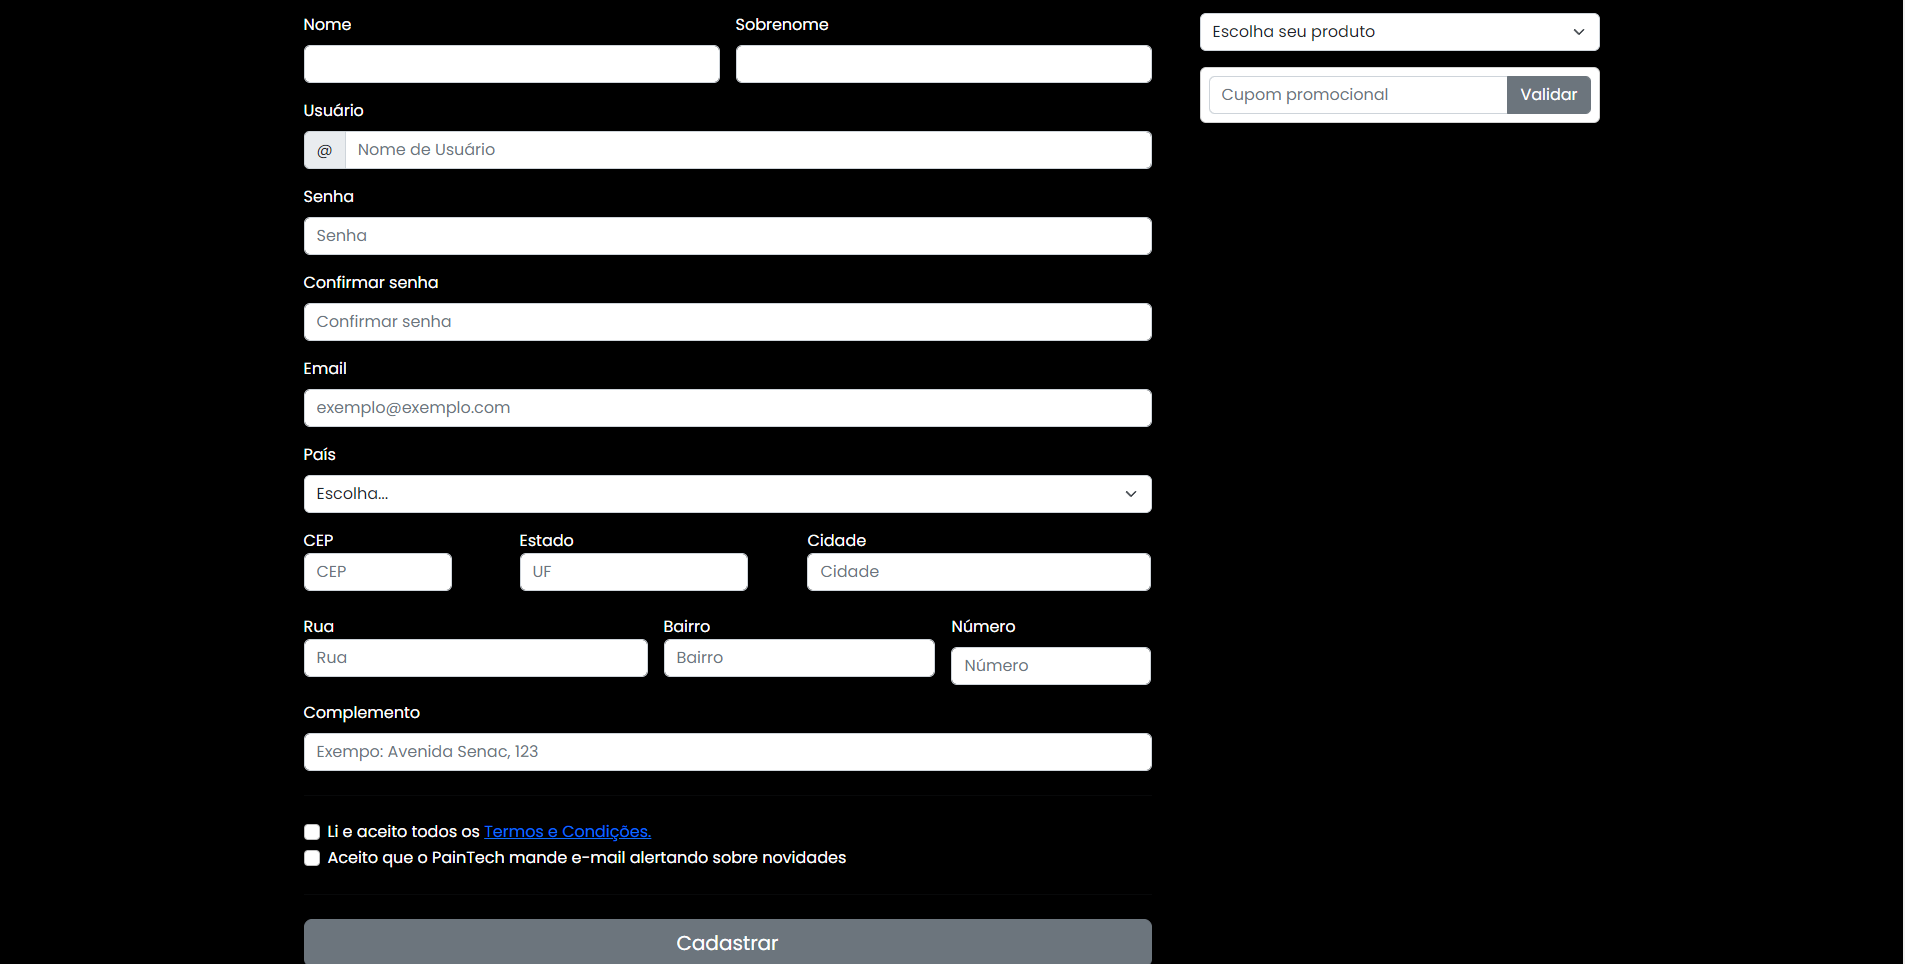 Nome
Sobrenome
Usuário
@ Nome de Usuário
Senha
Senha
Confirmar senha
Confirmar senha
Email
exemplo@exemplo.com
País
Escolha...
CEP Estado Cidade
CEP UF Cidade
Rua Bairro Número
Rua Bairro Número
Complemento
Exempo: Avenida Senac, 123
Li e aceito todos os Termos e Condições.
Aceito que o PainTech mande e-mail alertando sobre novidades
Cadastrar
Escolha seu produto
Cupom promocional Validar